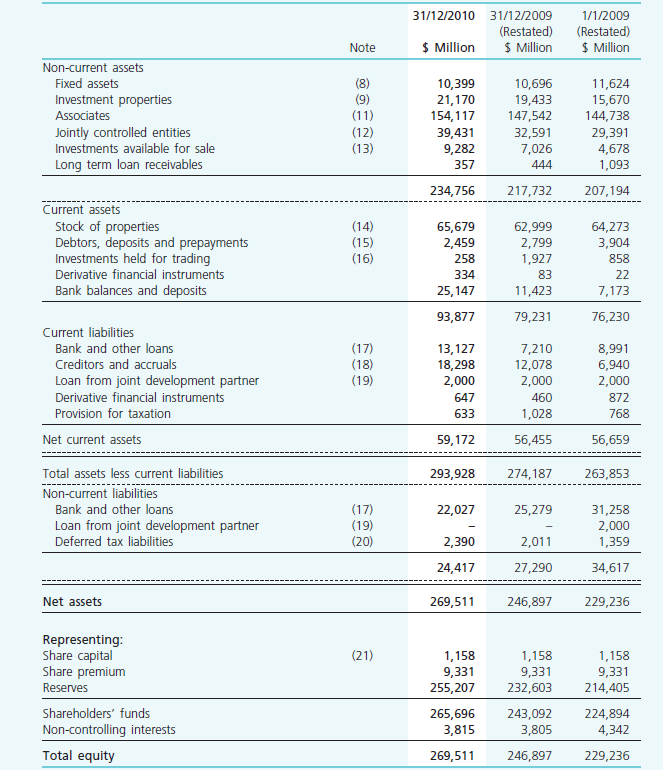 31/12/2010 31/12/2009 1/1/2009
(Restated) (Restated)
Note $ Million $ Million $ Million
Non-current assets
Fixed assets (8) 10,399 10,696 11,624
Investment properties (9) 21,170 19,433 15,670
Associates (11) 154,117 147,542 144,738
Jointly controlled entities (12) 39,431 32,591 29,391
Investments available for sale (13) 9,282 7,026 4,678
Long term loan receivables 357 444 1,093
234,756 217,732 207,194
Current assets
Stock of properties (14) 65,679 62,999 64,273
Debtors, deposits and prepayments (15) 2,459 2,799 3,904
Investments held for trading (16) 258 1,927 858
Derivative financial instruments 334 83 22
Bank balances and deposits 25,147 11,423 7,173
93,877 79,231 76,230
Current liabilities
Bank and other loans (17) 13,127 7,210 8,991
Creditors and accruals (18) 18,298 12,078 6,940
Loan from joint development partner (19) 2,000 2,000 2,000
Derivative financial instruments 647 460 872
Provision for taxation 633 1,028 768
Net current assets 59,172 56,455 56,659
Total assets less current liabilities 293,928 274,187 263,853
Non-current liabilities
Bank and other loans (17) 22,027 25,279 31,258
Loan from joint development partner (19) – – 2,000
Deferred tax liabilities (20) 2,390 2,011 1,359
24,417 27,290 34,617
Net assets 269,511 246,897 229,236
Representing:
Share capital (21) 1,158 1,158 1,158
Share premium 9,331 9,331 9,331
Reserves 255,207 232,603 214,405
Shareholders' funds 265,696 243,092 224,894
Non-controlling interests 3,815 3,805 4,342
Total equity 269,511 246,897 229,236